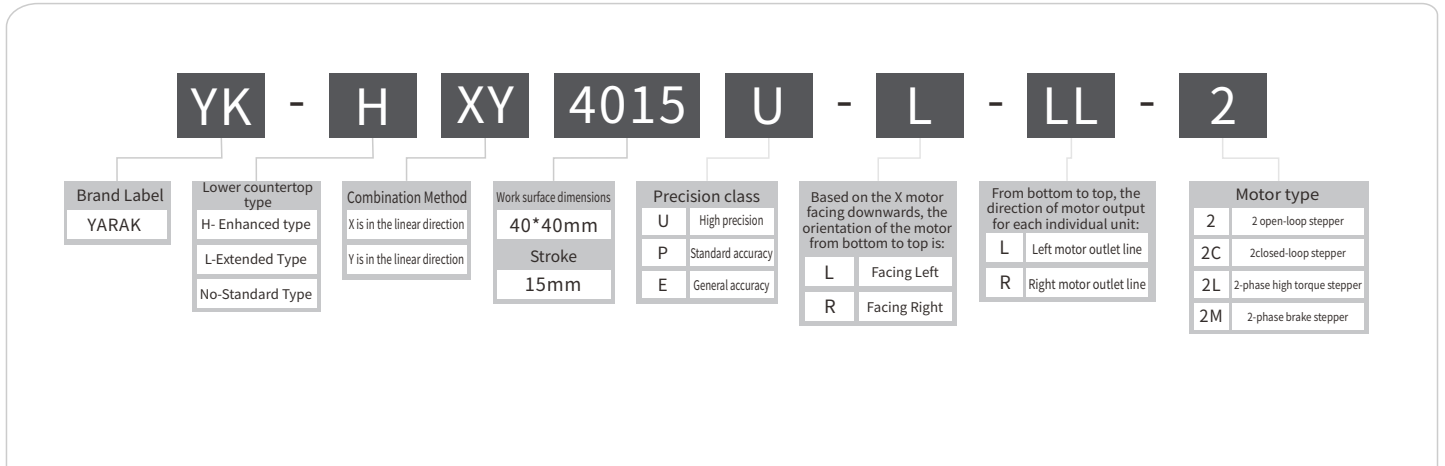 YK - H XY 4015 U - L - LL - 2
Brand Label
YARAK
Lower countertop
type
H- Enhanced type
L-Extended Type
No-Standard Type
Combination Method
X is in the linear direction
Y is in the linear direction
Work surface dimensions
40*40mm
Stroke
15mm
Precision class
U High precision
P Standard accuracy
E General accuracy
Based on the X motor
facing downwards, the
orientation of the motor
from bottom to top is:
L Facing Left
R Facing Right
From bottom to top, the
direction of motor output
for each individual unit:
L Left motor outlet line
R Right motor outlet line
Motor type
2 2 open-loop stepper
2C 2closed-loop stepper
2L 2-phase high torque stepper
2M 2-phase brake stepper